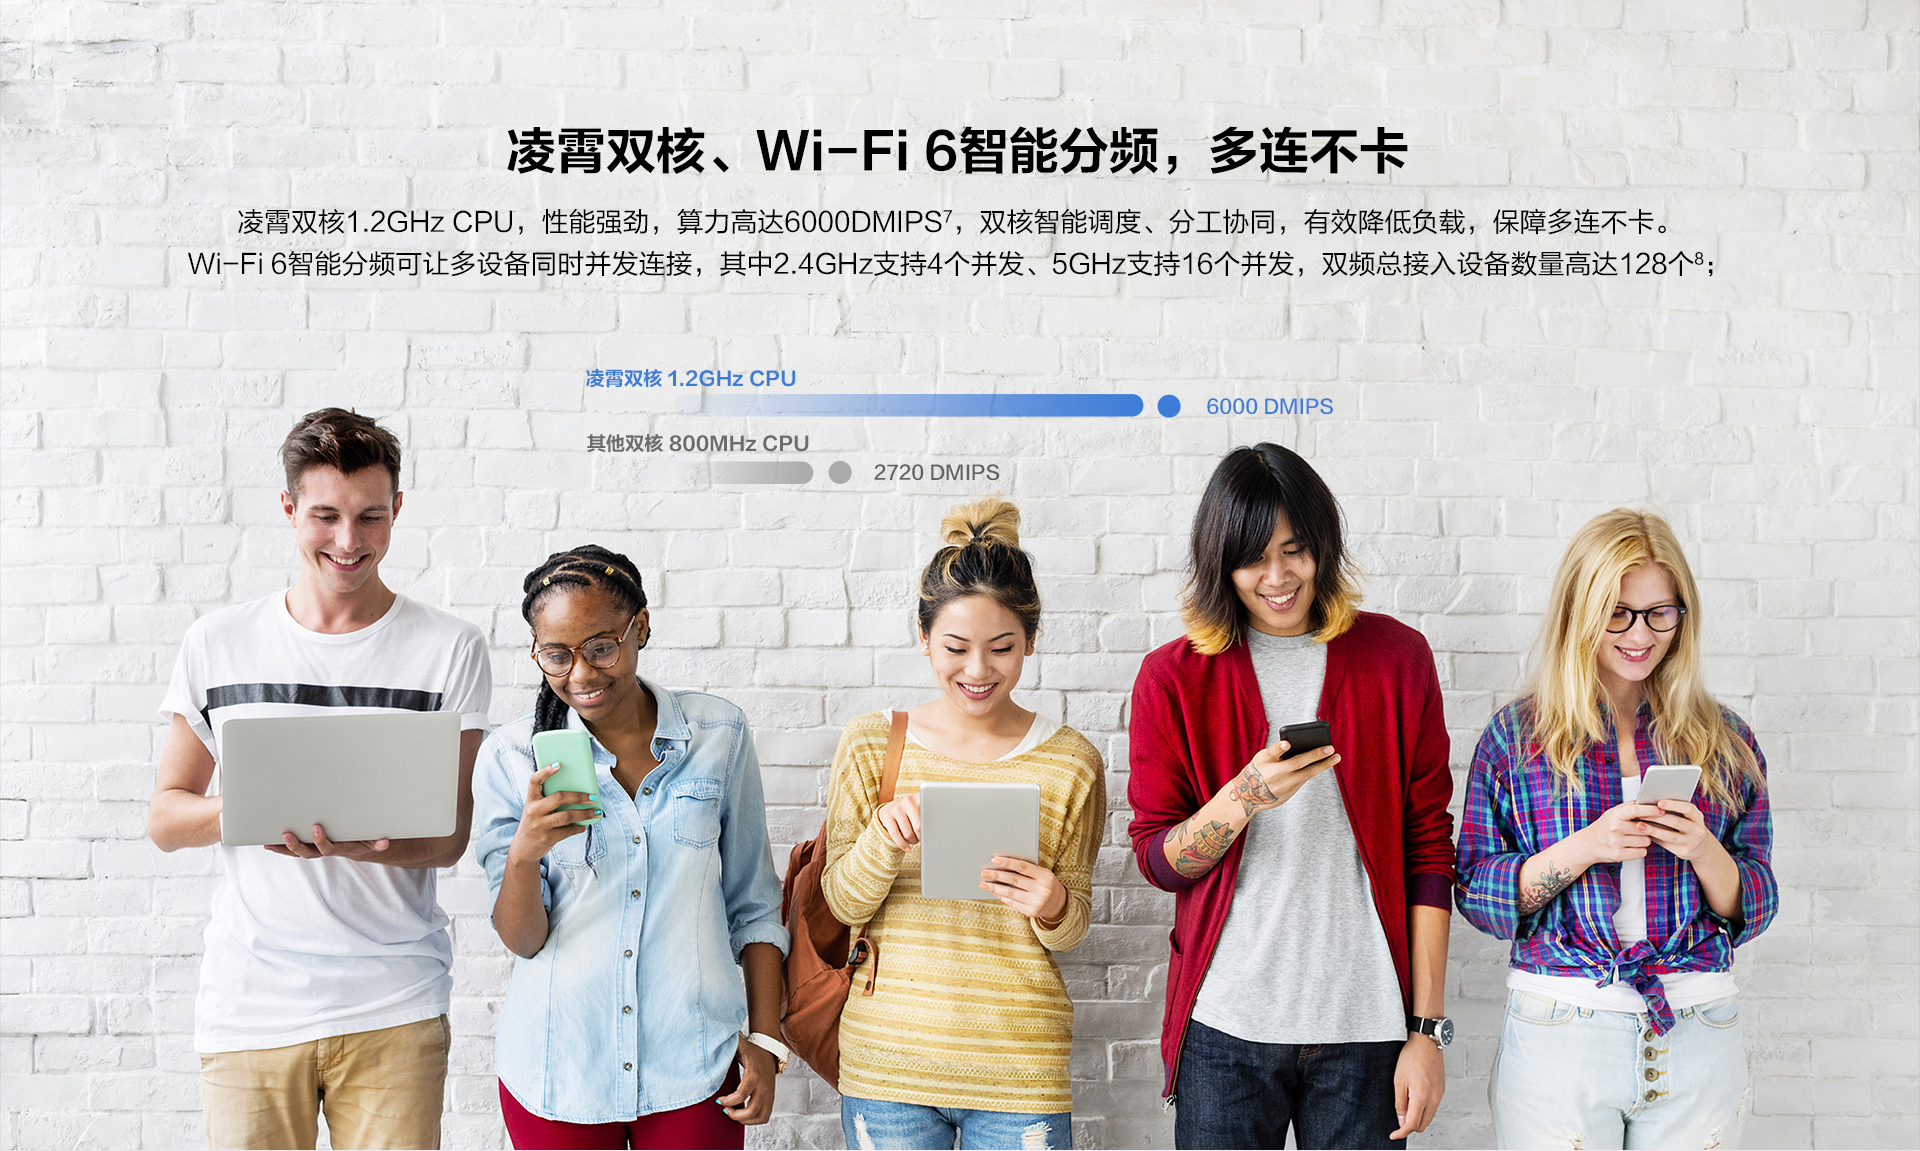 凌霄双核、Wi-Fi 6智能分频，多连不卡
凌霄双核1.2GHz CPU，性能强劲，算力高达6000DMIPS⁷，双核智能调度、分工协同，有效降低负载，保障多连不卡。
Wi-Fi 6智能分频可让多设备同时并发连接，其中2.4GHz支持4个并发、5GHz支持16个并发，双频总接入设备数量高达128个⁸；
凌霄双核 1.2GHz CPU
6000 DMIPS
其他双核 800MHz CPU
2720 DMIPS